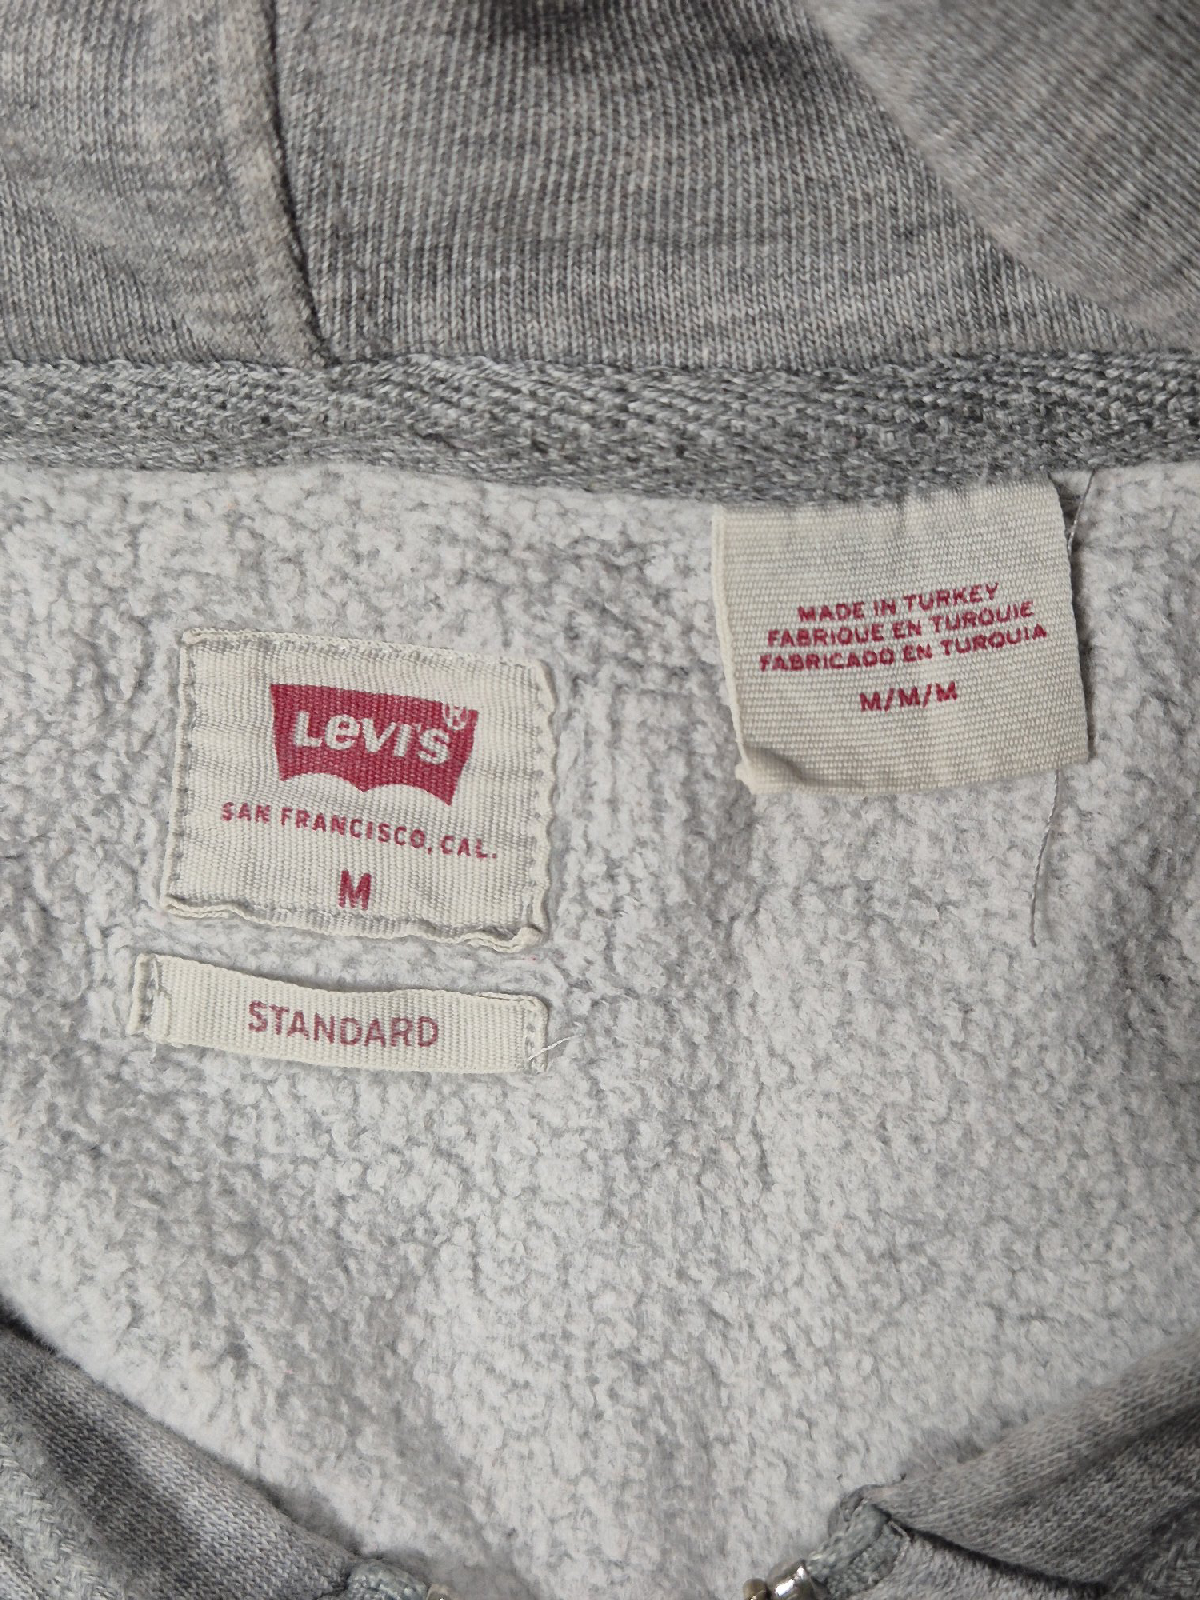 LEVI'S®
SAN FRANCISCO, CAL.
M
STANDARD
MADE IN TURKEY
FABRIQUE EN TURQUIE
FABRICADO EN TURQUIA
M/M/M